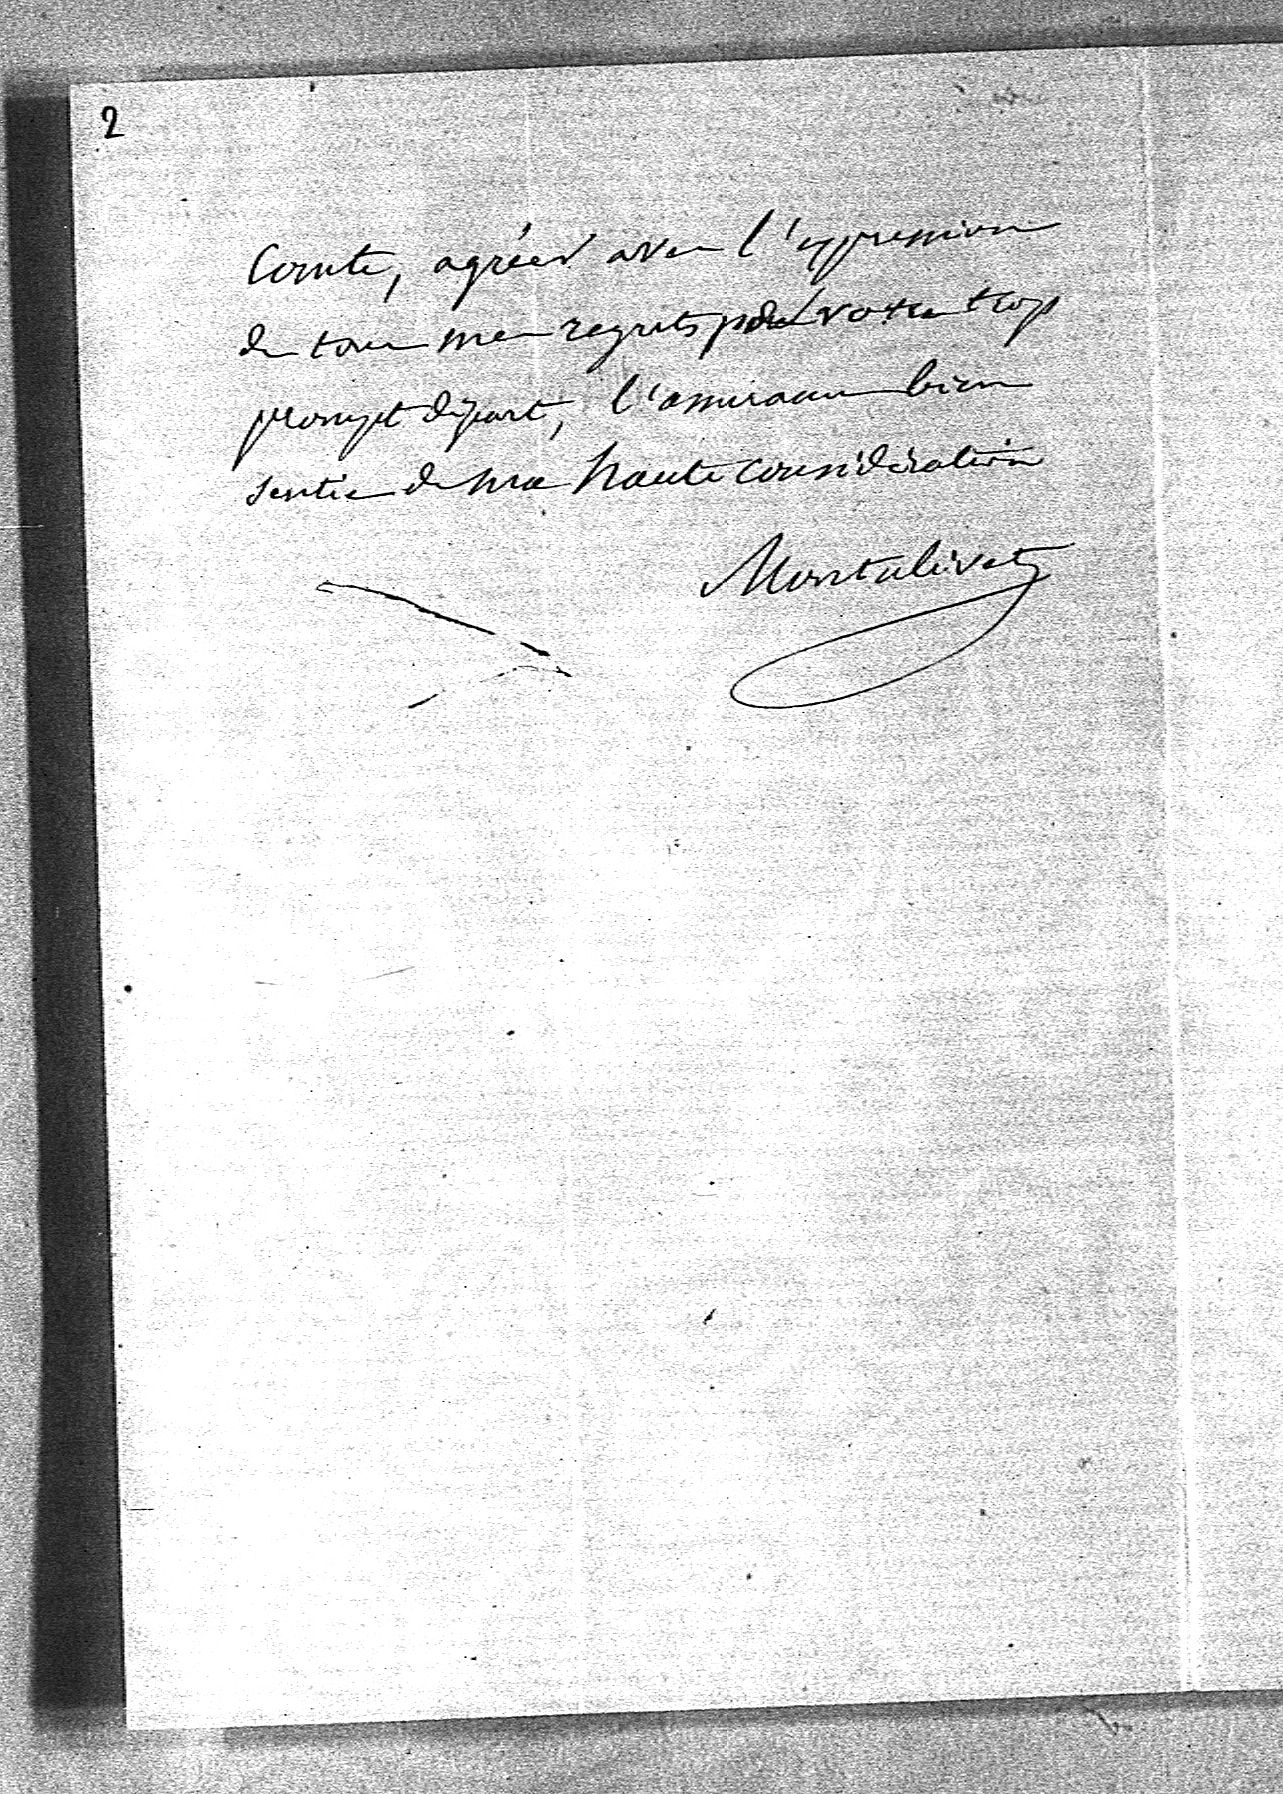 2
Comte, agréez avec l'expression
de tous mes regrets de votre trop
prompt départ, l'assurance bien
sentie de ma haute considération
Montalivet